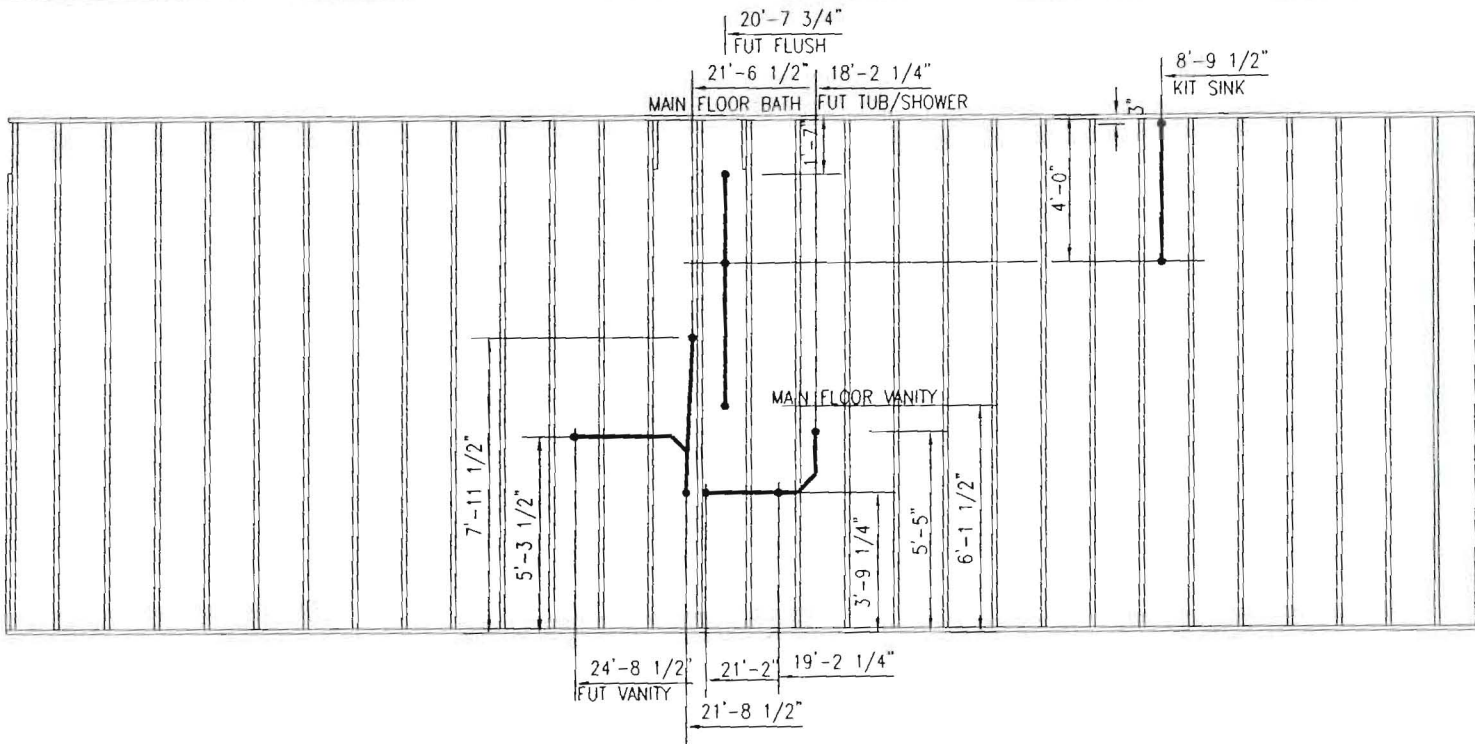 20'-7 3/4"
FUT FLUSH
21'-6 1/2"
18'-2 1/4"
8'-9 1/2"
KIT SINK
MAIN FLOOR BATH
FUT TUB/SHOWER
3"
1'-7"
4'-0"
MAIN FLOOR VANITY
7'-11 1/2"
5'-3 1/2"
3'-9 1/4"
5'-5"
6'-1 1/2"
24'-8 1/2"
FUT VANITY
21'-2"
19'-2 1/4"
21'-8 1/2"